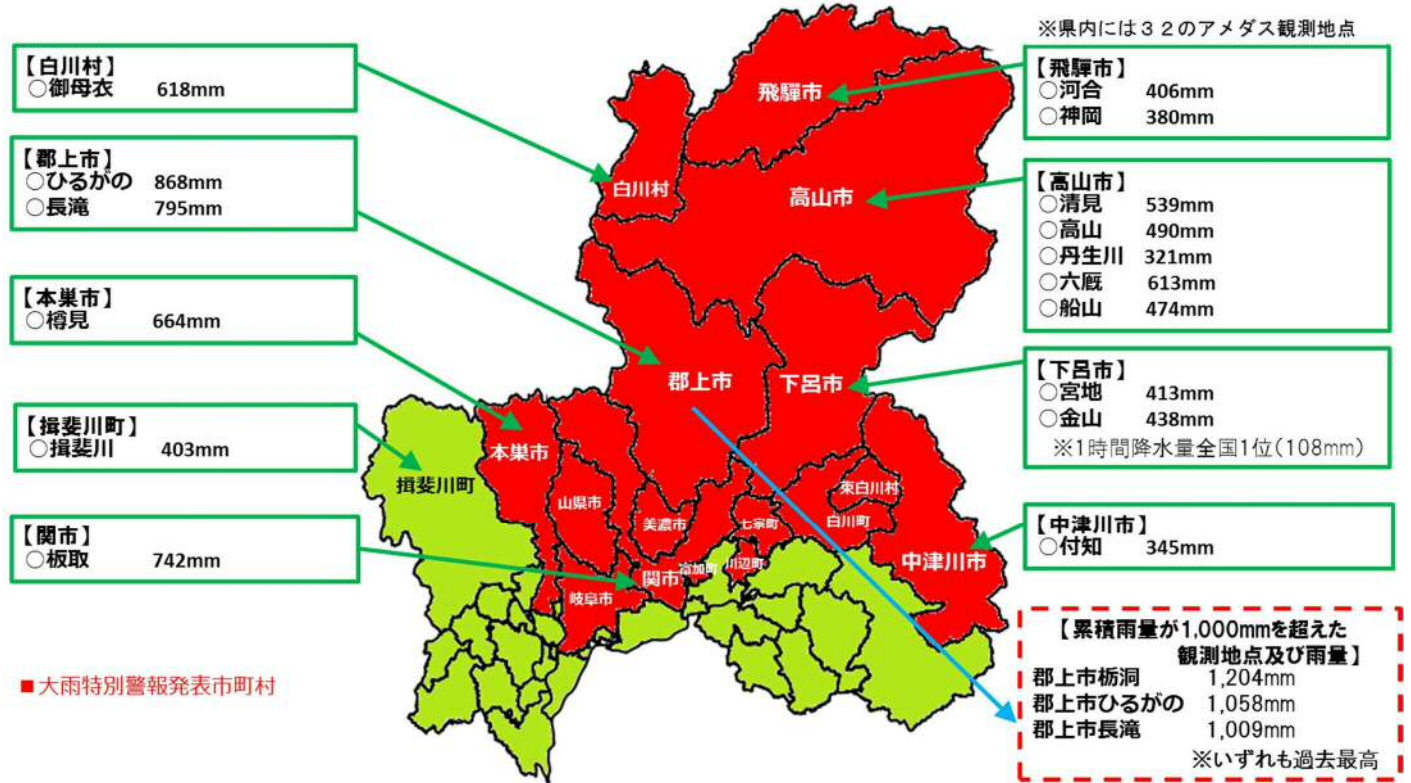 ※県内には３２のアメダス観測地点
【白川村】
○御母衣 618mm
【郡上市】
○ひるがの 868mm
○長滝 795mm
【本巣市】
○樽見 664mm
【揖斐川町】
○揖斐川 403mm
【関市】
○板取 742mm
■大雨特別警報発表市町村
飛騨市
白川村
高山市
郡上市
下呂市
本巣市
揖斐川町
山県市
美濃市
七宗町
東白川村
白川町
中津川市
関市
富加町
川辺町
岐阜市
【飛騨市】
○河合 406mm
○神岡 380mm
【高山市】
○清見 539mm
○高山 490mm
○丹生川 321mm
○六厩 613mm
○船山 474mm
【下呂市】
○宮地 413mm
○金山 438mm
※1時間降水量全国1位(108mm)
【中津川市】
○付知 345mm
【累積雨量が1,000mmを超えた
観測地点及び雨量】
郡上市栃洞 1,204mm
郡上市ひるがの 1,058mm
郡上市長滝 1,009mm
※いずれも過去最高